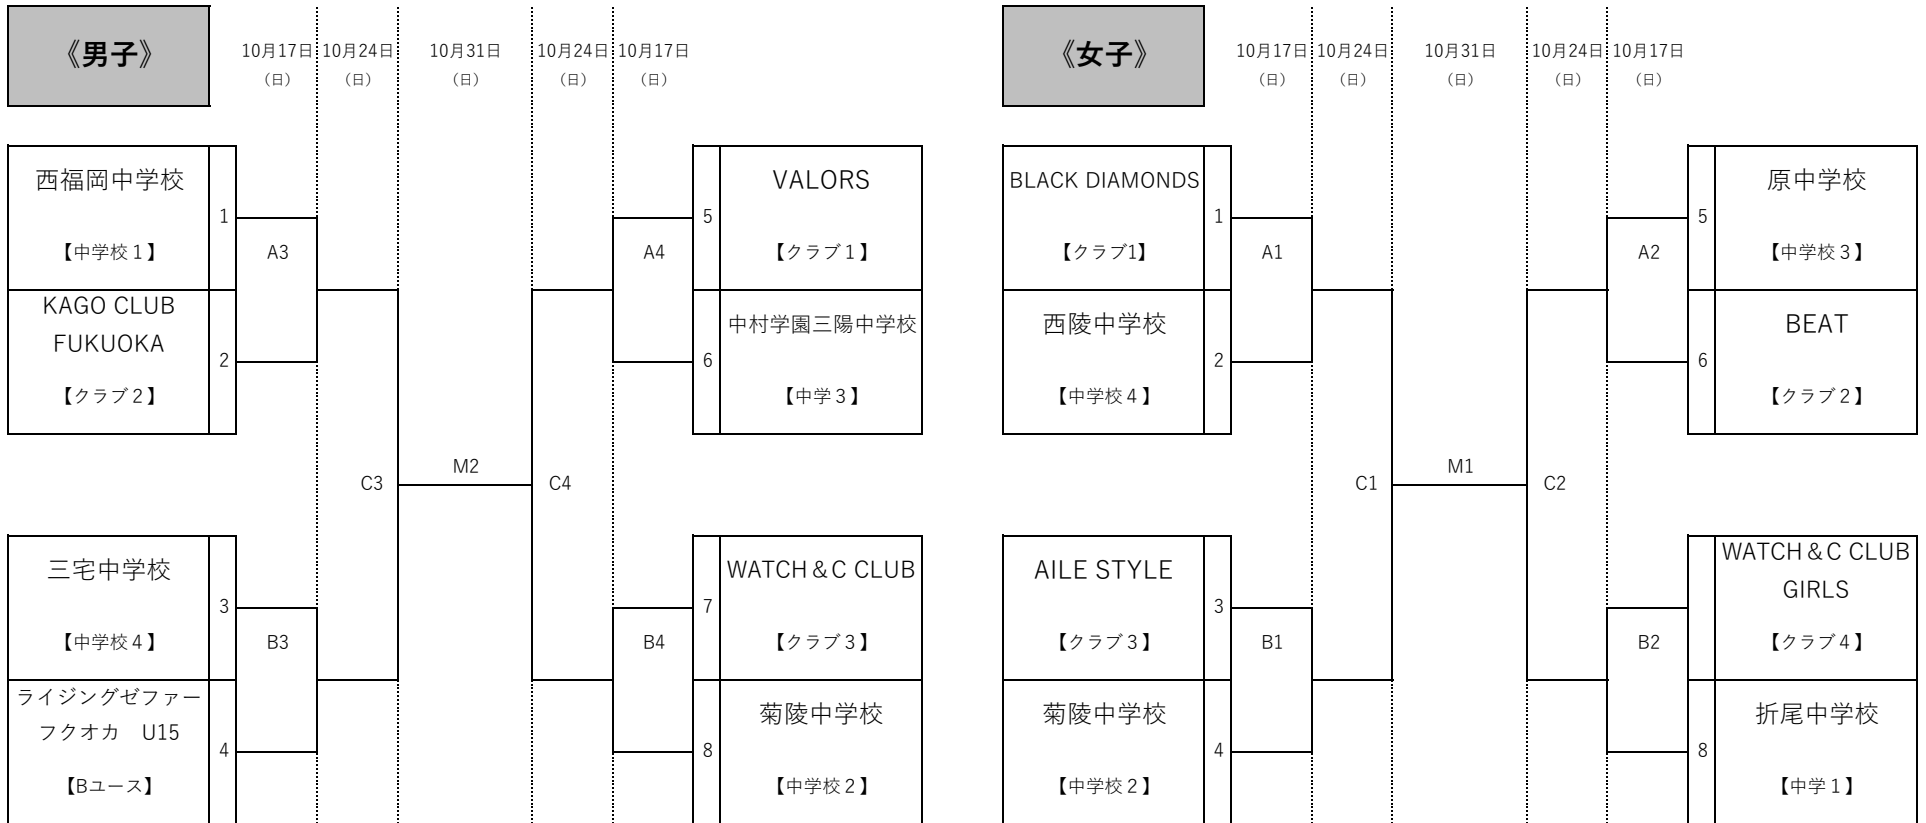 《男子》
10月17日
（日）
10月24日
（日）
10月31日
（日）
10月24日
（日）
10月17日
（日）
西福岡中学校
【中学校１】
1
KAGO CLUB
FUKUOKA
【クラブ２】
2
A3
三宅中学校
【中学校４】
3
ライジングゼファー
フクオカ　U15
【Bユース】
4
B3
C3
M2
C4
A4
5
VALORS
【クラブ１】
6
中村学園三陽中学校
【中学３】
B4
7
WATCH＆C CLUB
【クラブ３】
8
菊陵中学校
【中学校２】
《女子》
10月17日
（日）
10月24日
（日）
10月31日
（日）
10月24日
（日）
10月17日
（日）
BLACK DIAMONDS
【クラブ1】
1
西陵中学校
【中学校４】
2
A1
AILE STYLE
【クラブ３】
3
菊陵中学校
【中学校２】
4
B1
C1
M1
C2
A2
5
原中学校
【中学校３】
6
BEAT
【クラブ２】
B2
WATCH＆C CLUB
GIRLS
【クラブ４】
8
折尾中学校
【中学１】